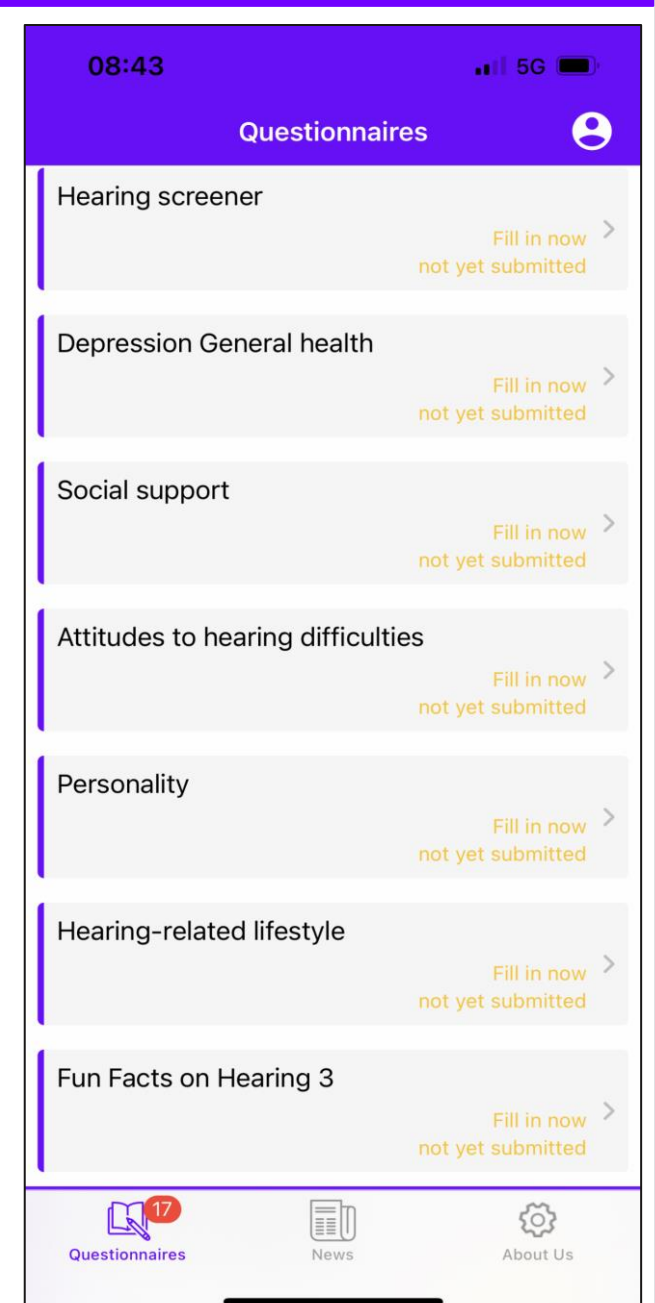 08:43
5G
Questionnaires
Hearing screener
Fill in now
not yet submitted
Depression General health
Fill in now
not yet submitted
Social support
Fill in now
not yet submitted
Attitudes to hearing difficulties
Fill in now
not yet submitted
Personality
Fill in now
not yet submitted
Hearing-related lifestyle
Fill in now
not yet submitted
Fun Facts on Hearing 3
Fill in now
not yet submitted
17
Questionnaires
News
About Us